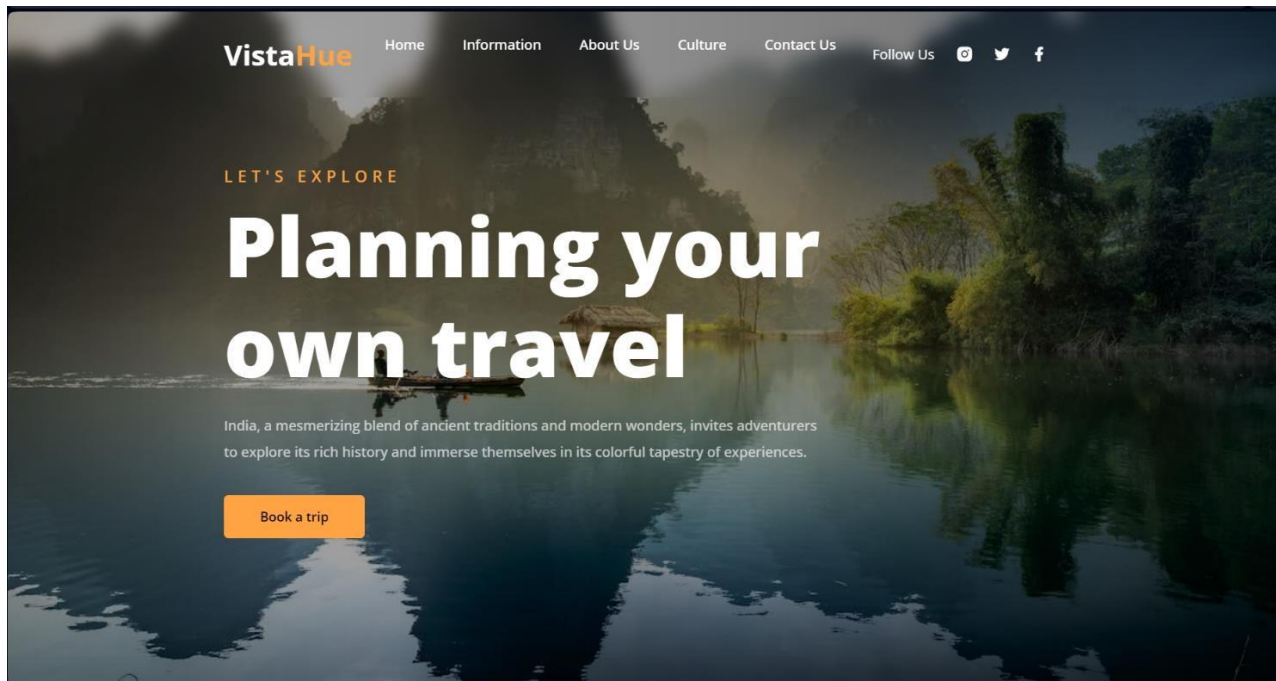 VistaHue
Home Information About Us Culture Contact Us
Follow Us
LET'S EXPLORE
Planning your
own travel
India, a mesmerizing blend of ancient traditions and modern wonders, invites adventurers
to explore its rich history and immerse themselves in its colorful tapestry of experiences.
Book a trip